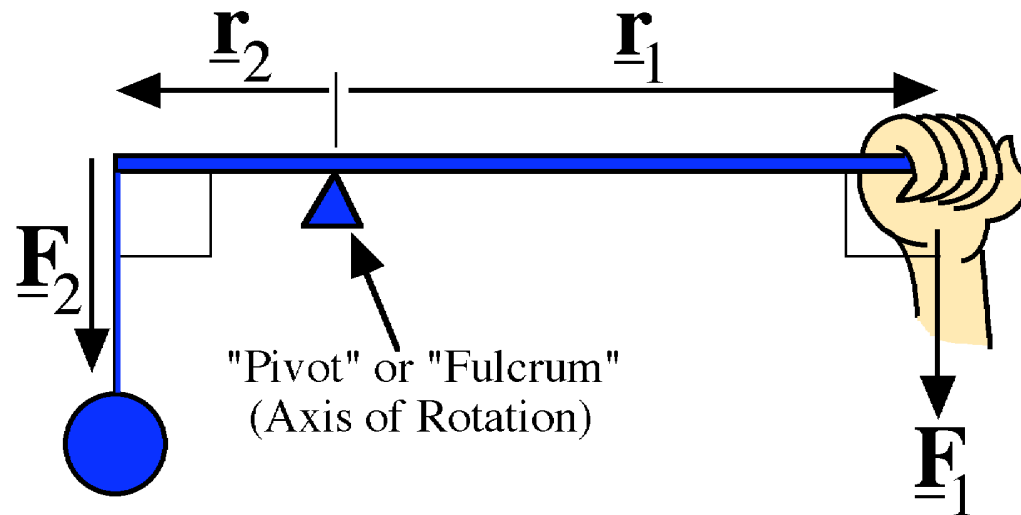 r2
r1
F2
"Pivot" or "Fulcrum"
(Axis of Rotation)
F1